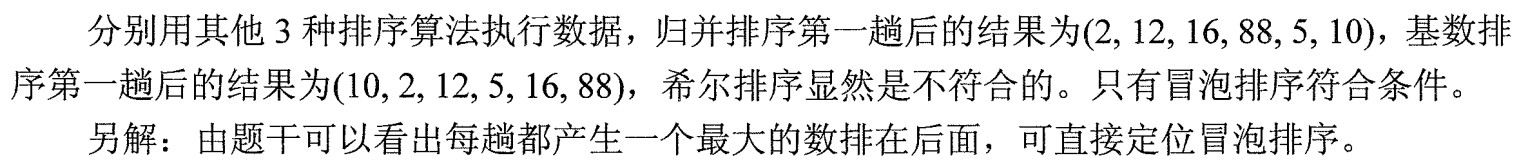 分别用其他 3 种排序算法执行数据，归并排序第一趟后的结果为(2, 12, 16, 88, 5, 10)，基数排
序第一趟后的结果为(10, 2, 12, 5, 16, 88)，希尔排序显然是不符合的。只有冒泡排序符合条件。
另解：由题干可以看出每趟都产生一个最大的数排在后面，可直接定位冒泡排序。